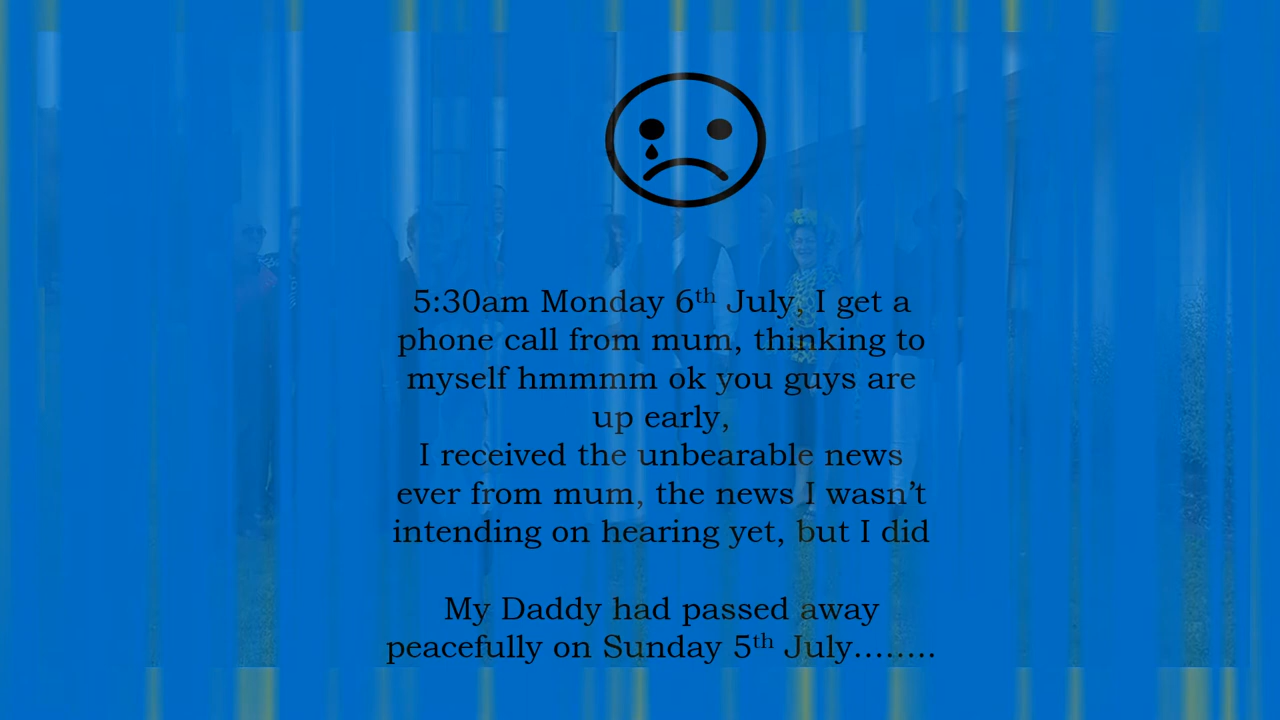 5:30am Monday 6th July, I get a
phone call from mum, thinking to
myself hmmmm ok you guys are
up early,
I received the unbearable news
ever from mum, the news I wasn’t
intending on hearing yet, but I did
My Daddy had passed away
peacefully on Sunday 5th July........